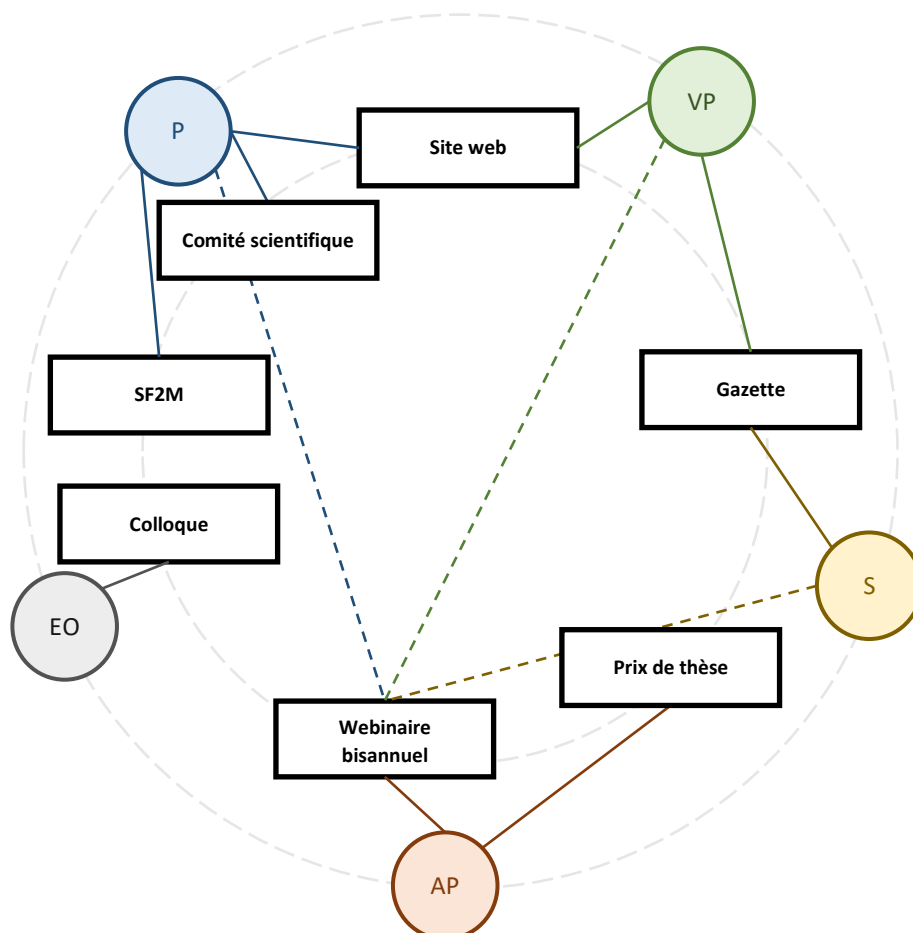 VP
P
Site web
Comité scientifique
SF2M
Gazette
Colloque
S
EO
Prix de thèse
Webinaire
bisannuel
AP